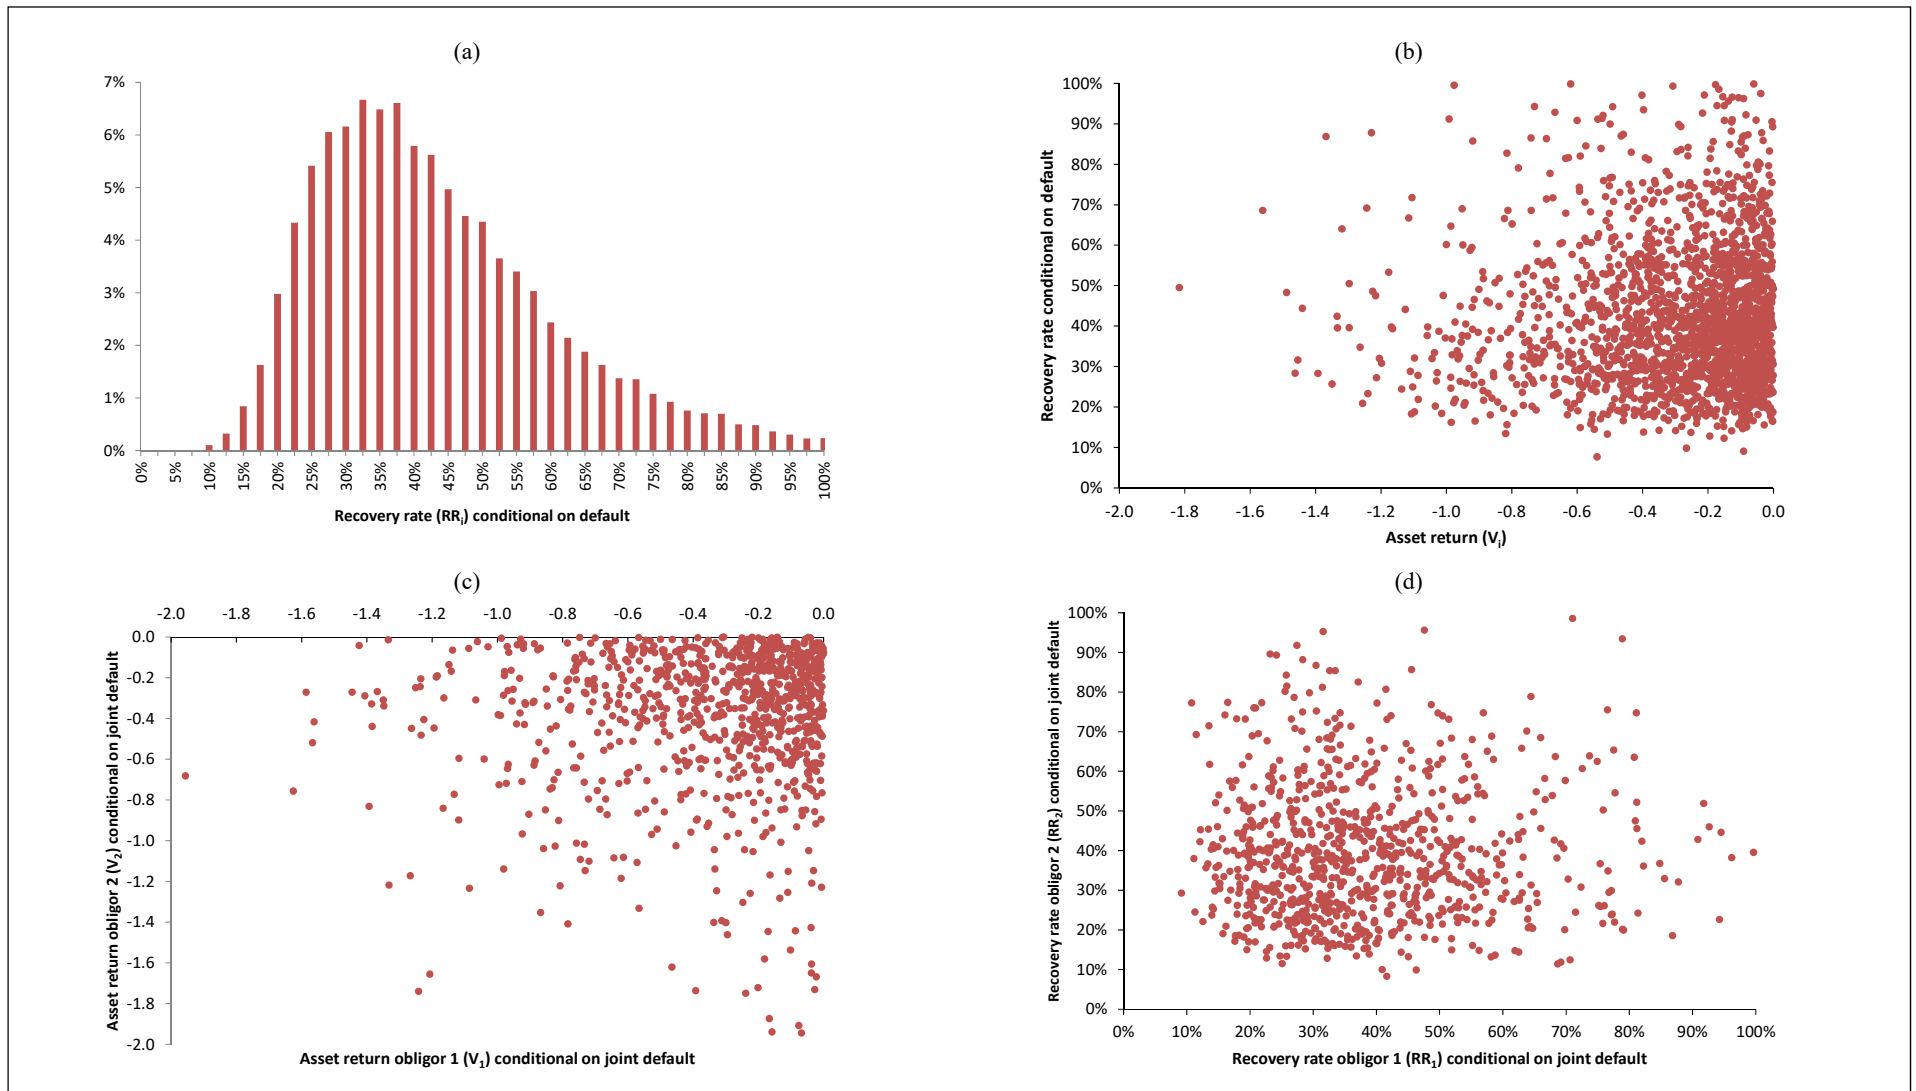 (a)
7%
6%
5%
4%
3%
2%
1%
0%
0% 5% 10% 15% 20% 25% 30% 35% 40% 45% 50% 55% 60% 65% 70% 75% 80% 85% 90% 95% 100%
Recovery rate (RRi) conditional on default
(b)
Recovery rate conditional on default
100%
90%
80%
70%
60%
50%
40%
30%
20%
10%
0%
-2.0 -1.8 -1.6 -1.4 -1.2 -1.0 -0.8 -0.6 -0.4 -0.2 0.0
Asset return (Vi)
(c)
-2.0 -1.8 -1.6 -1.4 -1.2 -1.0 -0.8 -0.6 -0.4 -0.2 0.0
Asset return obligor 2 (V2) conditional on joint default
0.0
-0.2
-0.4
-0.6
-0.8
-1.0
-1.2
-1.4
-1.6
-1.8
-2.0
Asset return obligor 1 (V1) conditional on joint default
(d)
Recovery rate obligor 2 (RR2) conditional on joint default
100%
90%
80%
70%
60%
50%
40%
30%
20%
10%
0%
0% 10% 20% 30% 40% 50% 60% 70% 80% 90% 100%
Recovery rate obligor 1 (RR1) conditional on joint default